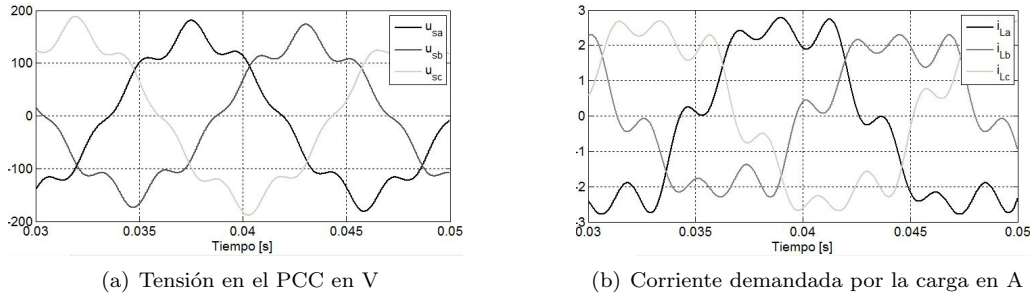 200
100
0
-100
-200
0.03
0.035
0.04
0.045
0.05
Tiempo [s]
u_sa
u_sb
u_sc
(a) Tensión en el PCC en V
3
2
1
0
-1
-2
-3
0.03
0.035
0.04
0.045
0.05
Tiempo [s]
i_La
i_Lb
i_Lc
(b) Corriente demandada por la carga en A